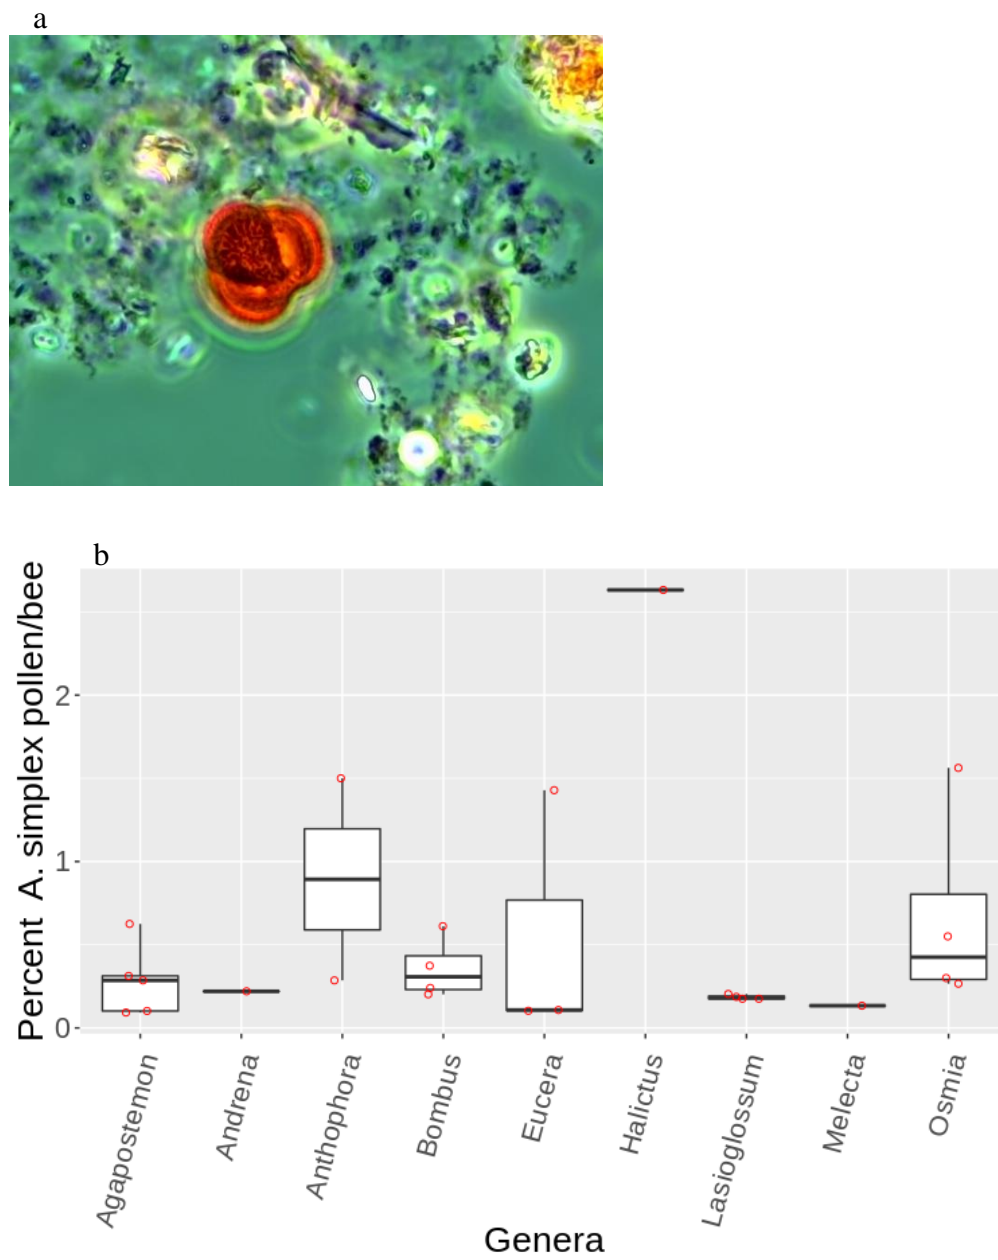 a
b
Percent A. simplex pollen/bee
2
1
0
Agapostemon
Andrena
Anthophora
Bombus
Eucera
Halictus
Lasioglossum
Melecta
Osmia
Genera